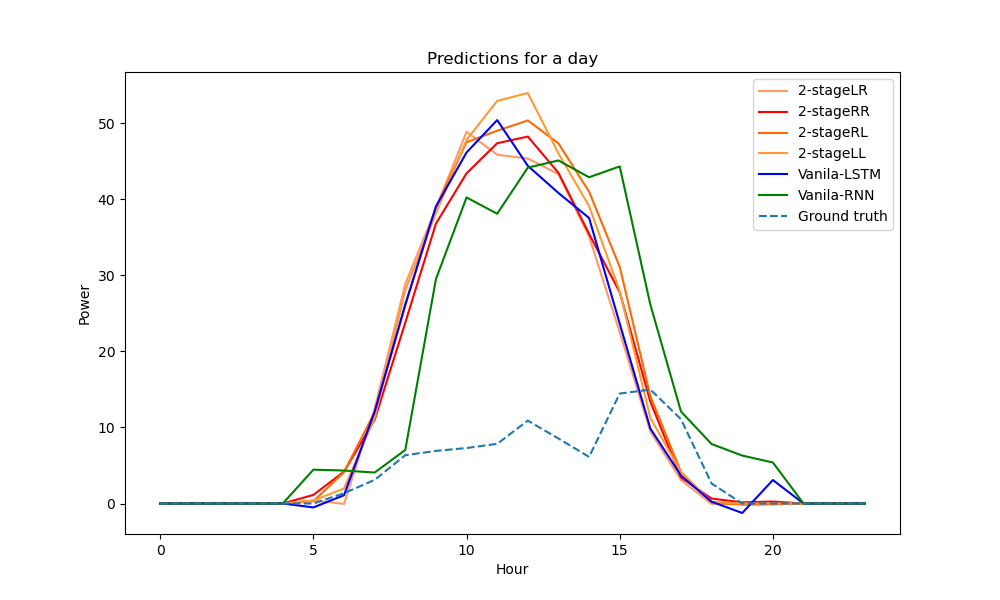 Predictions for a day
2-stageLR
2-stageRR
2-stageRL
2-stageLL
Vanila-LSTM
Vanila-RNN
Ground truth
Power
50
40
30
20
10
0
0 5 10 15 20
Hour